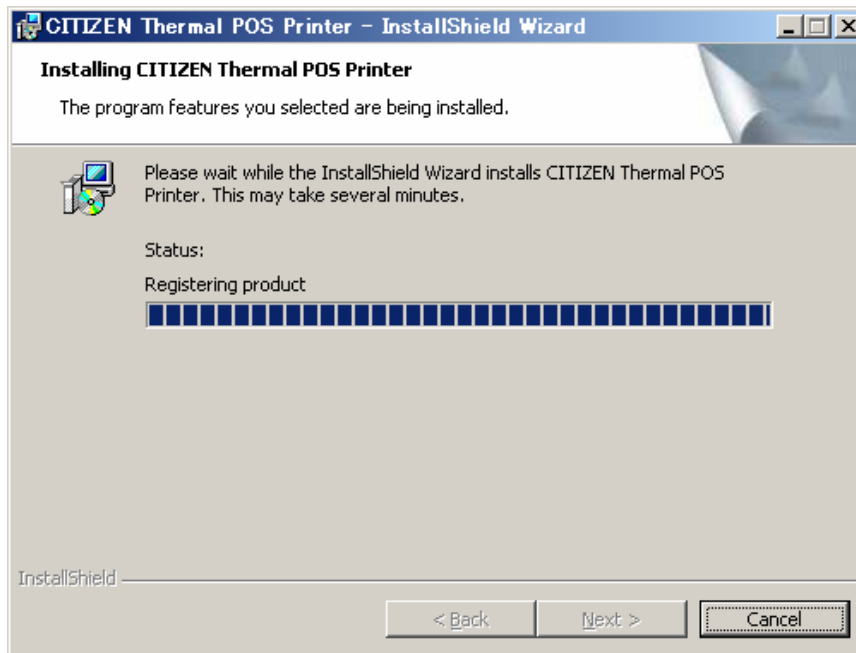 CITIZEN Thermal POS Printer - InstallShield Wizard
Installing CITIZEN Thermal POS Printer
The program features you selected are being installed.
Please wait while the InstallShield Wizard installs CITIZEN Thermal POS
Printer. This may take several minutes.
Status:
Registering product
InstallShield
< Back
Next >
Cancel